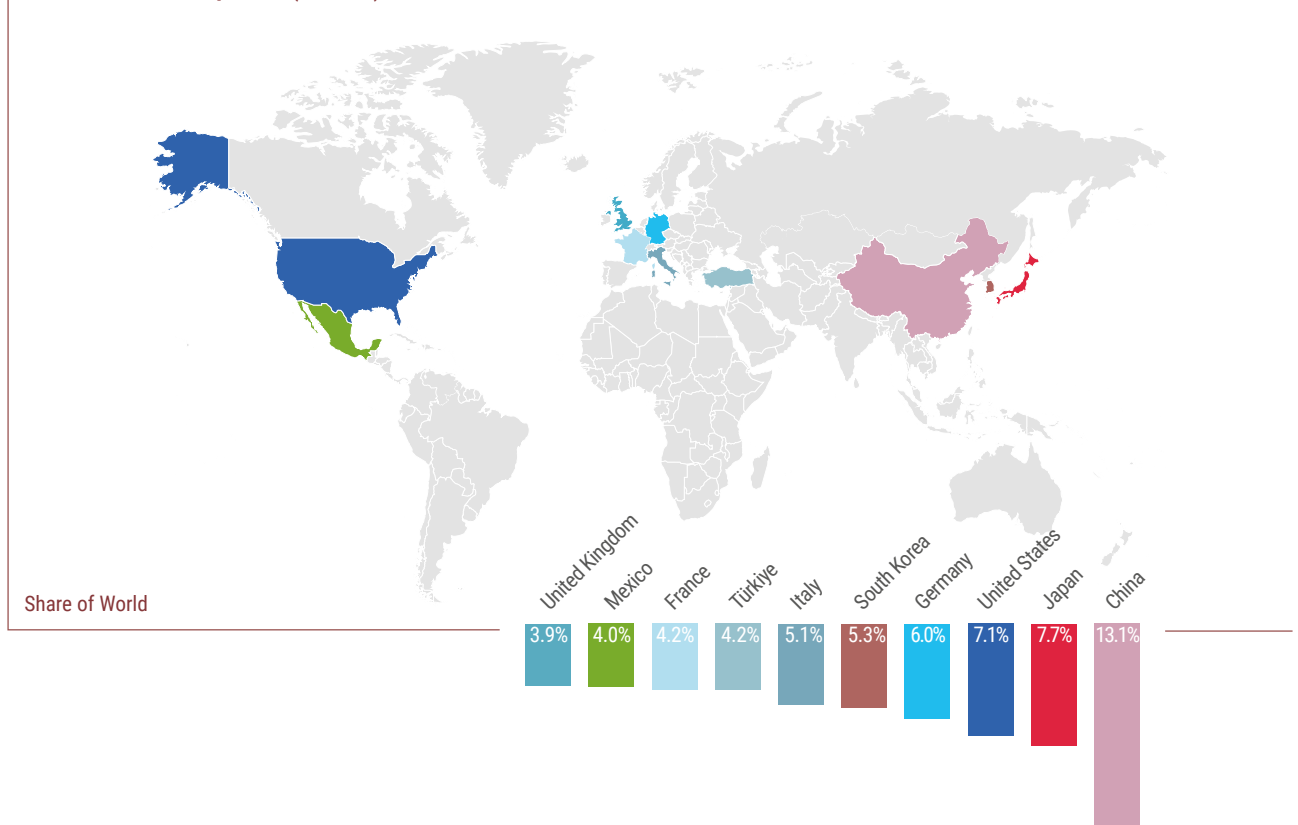 Share of World
United Kingdom
Mexico
France
Türkiye
Italy
South Korea
Germany
United States
Japan
China
3.9%
4.0%
4.2%
4.2%
5.1%
5.3%
6.0%
7.1%
7.7%
13.1%